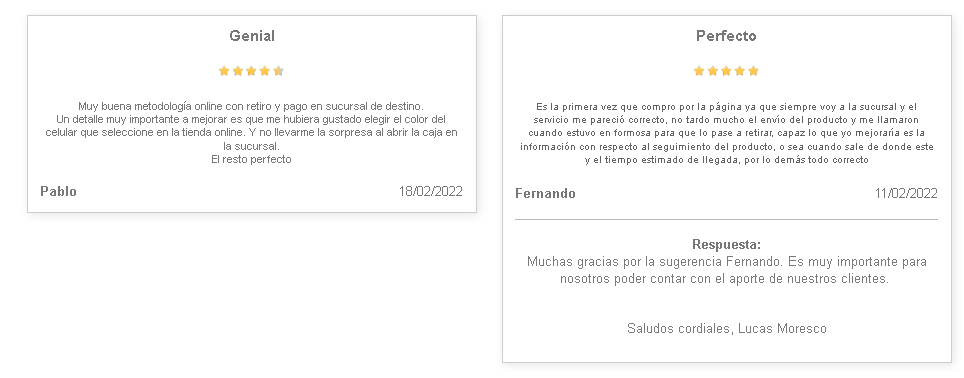 Genial
Muy buena metodología online con retiro y pago en sucursal de destino.
Un detalle muy importante a mejorar es que me hubiera gustado elegir el color del
celular que seleccione en la tienda online. Y no llevarme la sorpresa al abrir la caja en
la sucursal.
El resto perfecto
Pablo 18/02/2022
Perfecto
Es la primera vez que compro por la página ya que siempre voy a la sucursal y el
servicio me pareció correcto, no tardo mucho el envío del producto y me llamaron
cuando estuvo en formosa para que lo pase a retirar, capaz lo que yo mejoraría es la
información con respecto al seguimiento del producto, o sea cuando sale de donde este
y el tiempo estimado de llegada, por lo demás todo correcto
Fernando 11/02/2022
Respuesta:
Muchas gracias por la sugerencia Fernando. Es muy importante para
nosotros poder contar con el aporte de nuestros clientes.
Saludos cordiales, Lucas Moresco